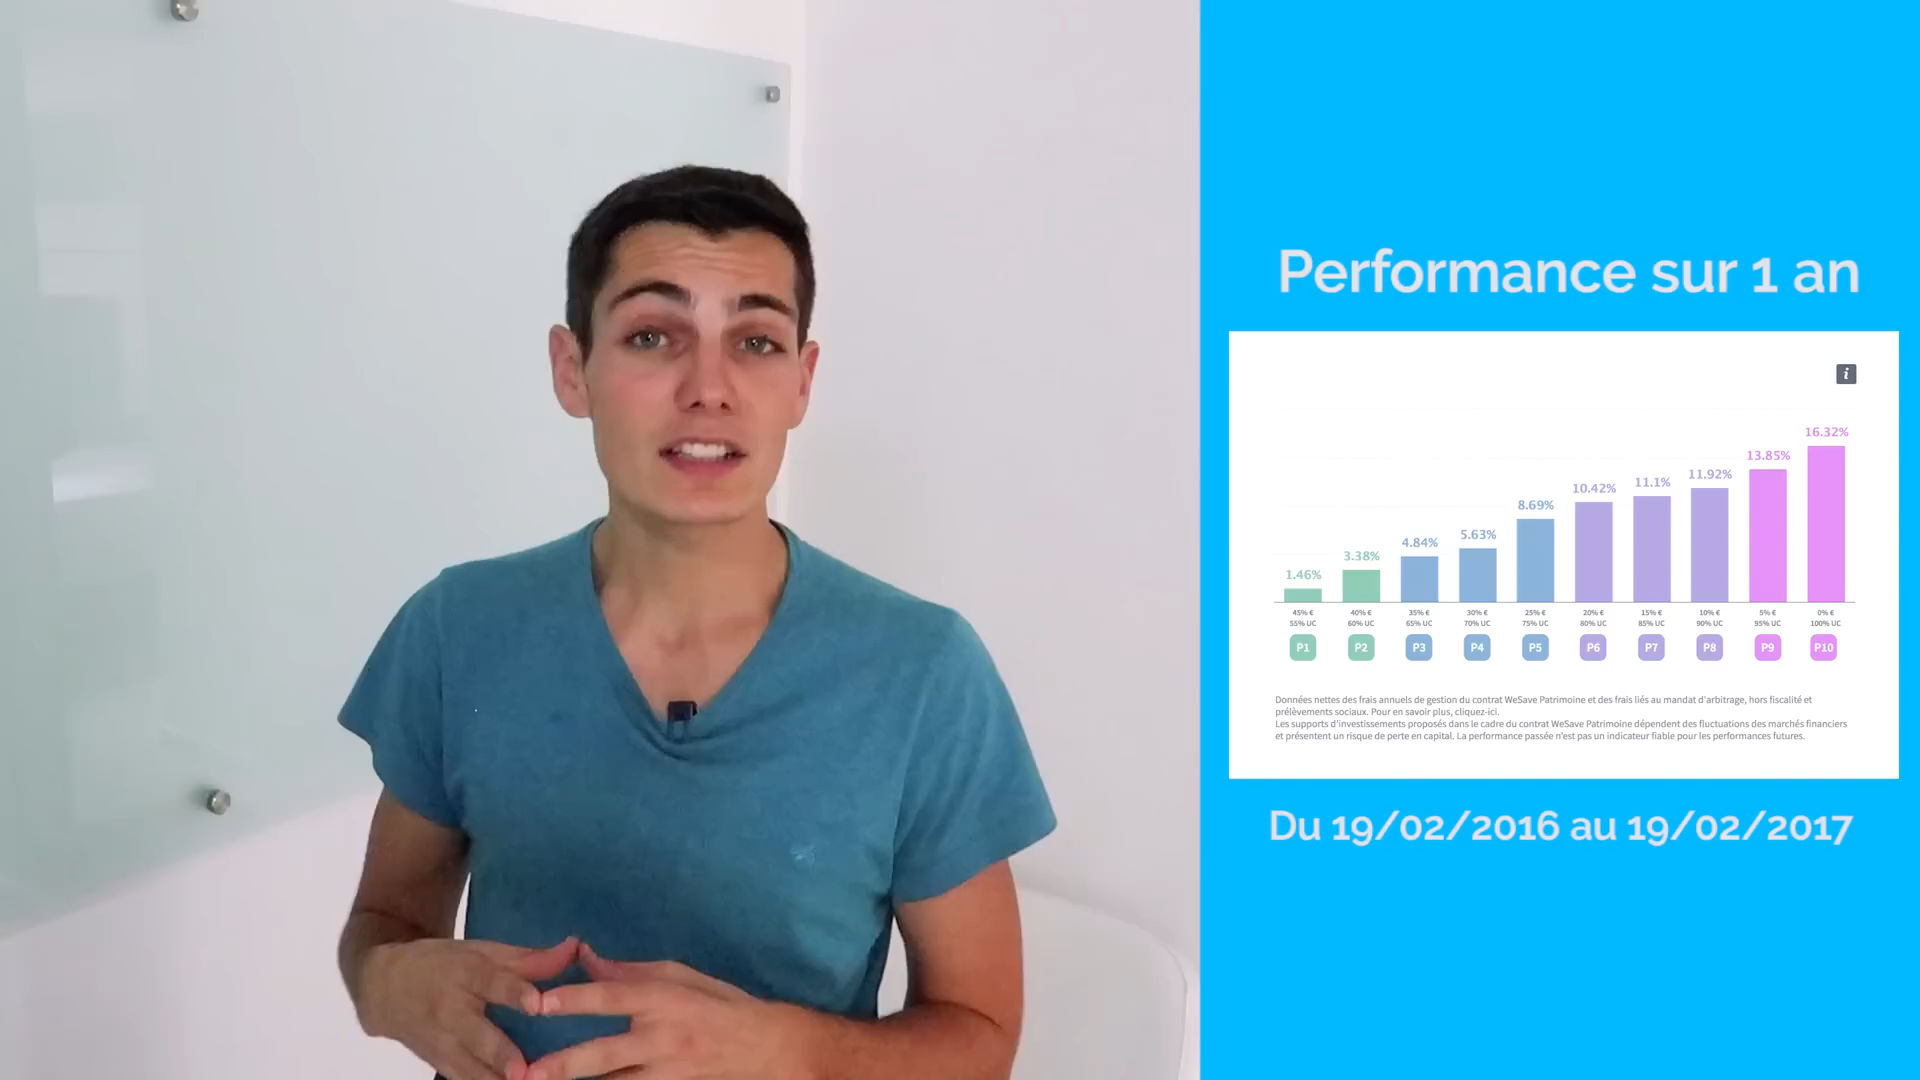 Performance sur 1 an
i
16.32%
13.85%
11.92%
11.1%
10.42%
8.69%
5.63%
4.84%
3.38%
1.46%
45% € 40% € 35% € 30% € 25% € 20% € 15% € 10% € 5% € 0% €
55% UC 60% UC 65% UC 70% UC 75% UC 80% UC 85% UC 90% UC 95% UC 100% UC
P1 P2 P3 P4 P5 P6 P7 P8 P9 P10
Données nettes des frais annuels de gestion du contrat WeSave Patrimoine et des frais liés au mandat d'arbitrage, hors fiscalité et
prélèvements sociaux. Pour en savoir plus, cliquez-ici.
Les supports d'investissements proposés dans le cadre du contrat WeSave Patrimoine dépendent des fluctuations des marchés financiers
et présentent un risque de perte en capital. La performance passée n'est pas un indicateur fiable pour les performances futures.
Du 19/02/2016 au 19/02/2017